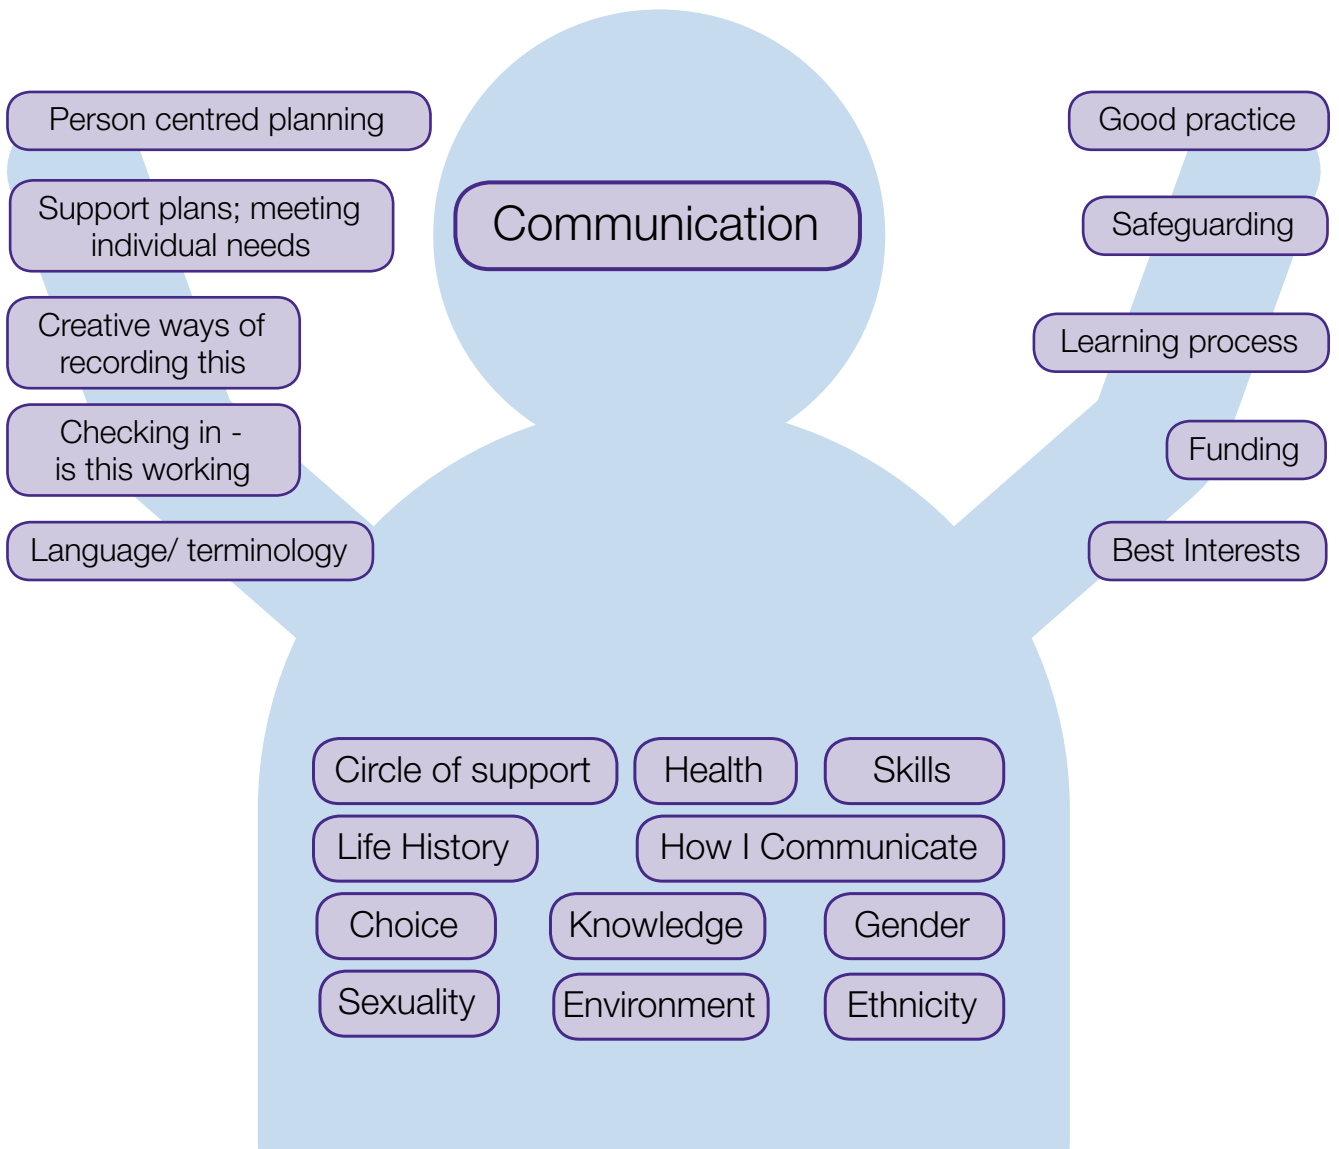 Person centred planning
Support plans; meeting
individual needs
Creative ways of
recording this
Checking in -
is this working
Language/ terminology
Communication
Good practice
Safeguarding
Learning process
Funding
Best Interests
Circle of support
Health
Skills
Life History
How I Communicate
Choice
Knowledge
Gender
Sexuality
Environment
Ethnicity